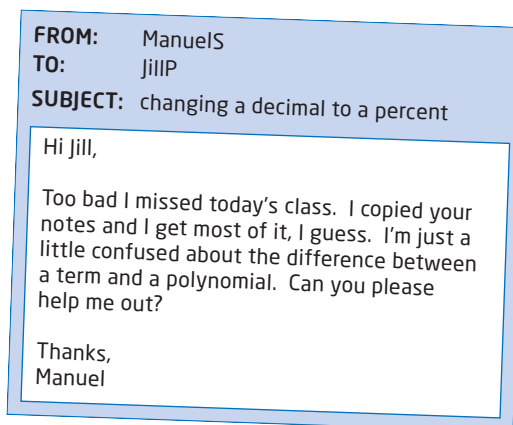 FROM: ManuelS
TO: JillP
SUBJECT: changing a decimal to a percent
Hi Jill,
Too bad I missed today's class. I copied your
notes and I get most of it, I guess. I'm just a
little confused about the difference between
a term and a polynomial. Can you please
help me out?
Thanks,
Manuel